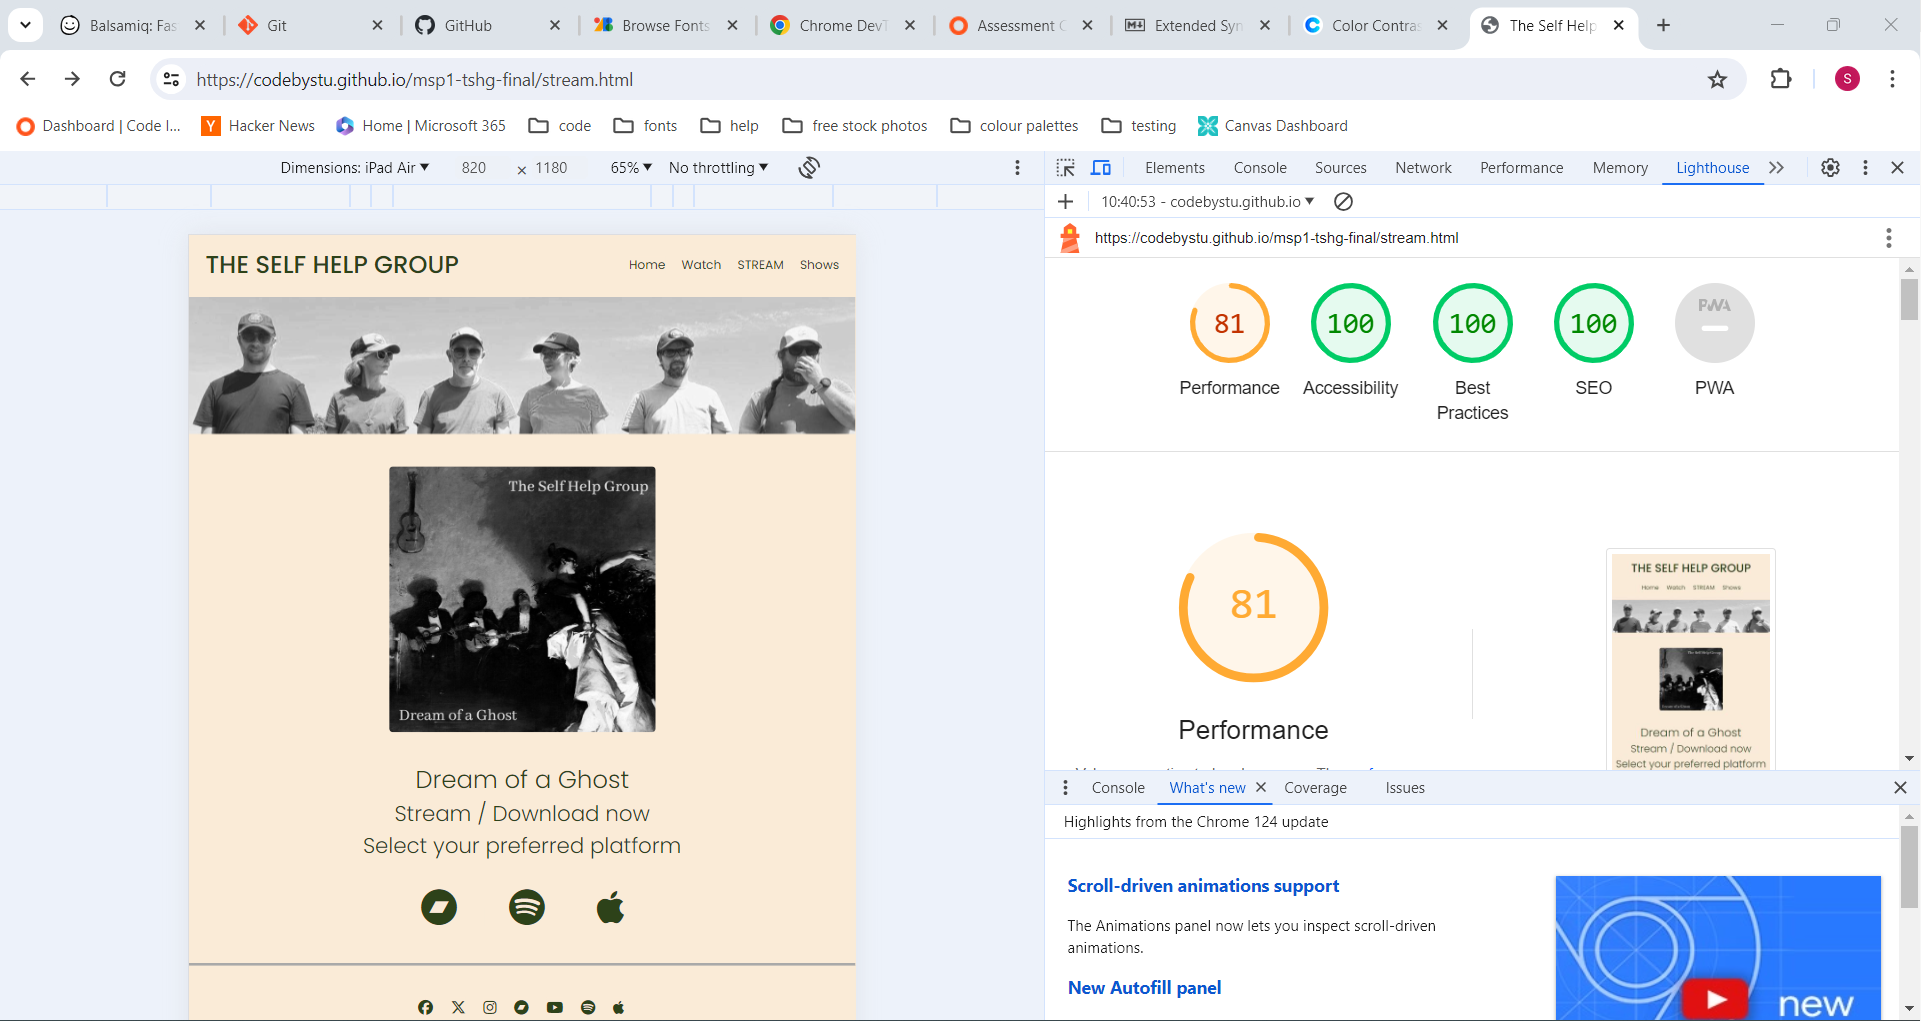 Balsamiq: Fas
Git
GitHub
Browse Fonts
Chrome DevT
Assessment C
Extended Syn
Color Contras
The Self Help
https://codebystu.github.io/msp1-tshg-final/stream.html
S
Dashboard | Code I...
Hacker News
Home | Microsoft 365
code
fonts
help
free stock photos
colour palettes
testing
Canvas Dashboard
Dimensions: iPad Air
820
×
1180
65%
No throttling
Elements
Console
Sources
Network
Performance
Memory
Lighthouse
10:40:53 - codebystu.github.io
https://codebystu.github.io/msp1-tshg-final/stream.html
THE SELF HELP GROUP
Home
Watch
STREAM
Shows
The Self Help Group
Dream of a Ghost
Dream of a Ghost
Stream / Download now
Select your preferred platform
81
100
100
100
PWA
Performance
Accessibility
Best
Practices
SEO
PWA
81
Performance
THE SELF HELP GROUP
Home
Watch
STREAM
Shows
The Self Help Group
Dream of a Ghost
Stream / Download now
Select your preferred platform
Console
What's new
Coverage
Issues
Highlights from the Chrome 124 update
Scroll-driven animations support
The Animations panel now lets you inspect scroll-driven
animations.
New Autofill panel
new